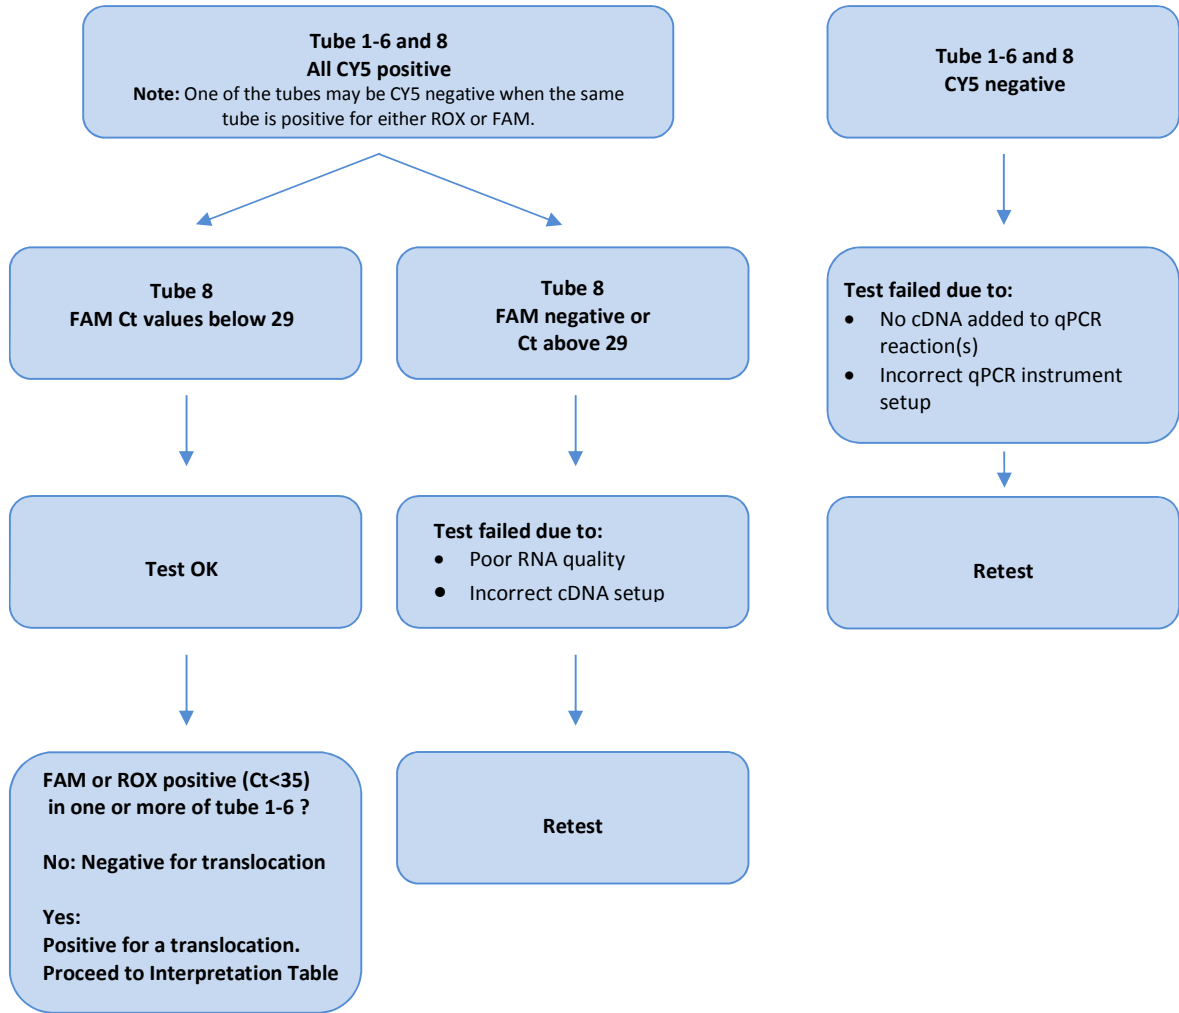 Tube 1-6 and 8
All CY5 positive
Note: One of the tubes may be CY5 negative when the same
tube is positive for either ROX or FAM.
Tube 1-6 and 8
CY5 negative
Tube 8
FAM Ct values below 29
Tube 8
FAM negative or
Ct above 29
Test failed due to:
• No cDNA added to qPCR
reaction(s)
• Incorrect qPCR instrument
setup
Test OK
Test failed due to:
• Poor RNA quality
• Incorrect cDNA setup
Retest
FAM or ROX positive (Ct<35)
in one or more of tube 1-6 ?
No: Negative for translocation
Yes:
Positive for a translocation.
Proceed to Interpretation Table
Retest